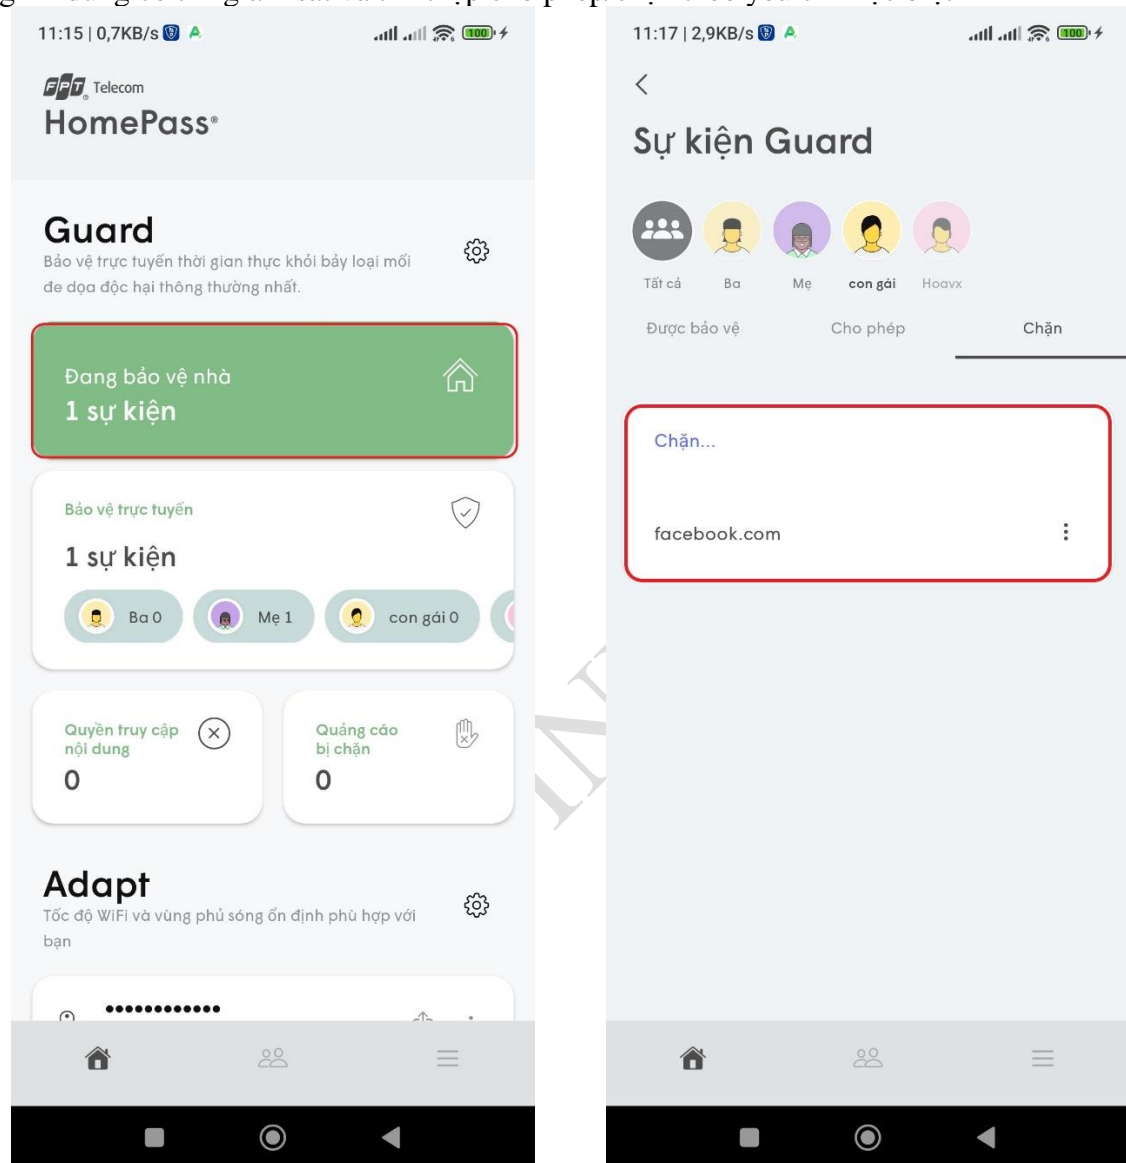 11:15 | 0,7KB/s
100
FPT Telecom
HomePass®
Guard
Bảo vệ trực tuyến thời gian thực khỏi bảy loại mối
đe dọa độc hại thông thường nhất.
Đang bảo vệ nhà
1 sự kiện
Bảo vệ trực tuyến
1 sự kiện
Ba 0
Mẹ 1
con gái 0
Quyền truy cập
nội dung
0
Quảng cáo
bị chặn
0
Adapt
Tốc độ WiFi và vùng phủ sóng ổn định phù hợp với
bạn
••••••••••••
11:17 | 2,9KB/s
100
Sự kiện Guard
Tất cả
Ba
Mẹ
con gái
Hoavx
Được bảo vệ
Cho phép
Chặn
Chặn...
facebook.com